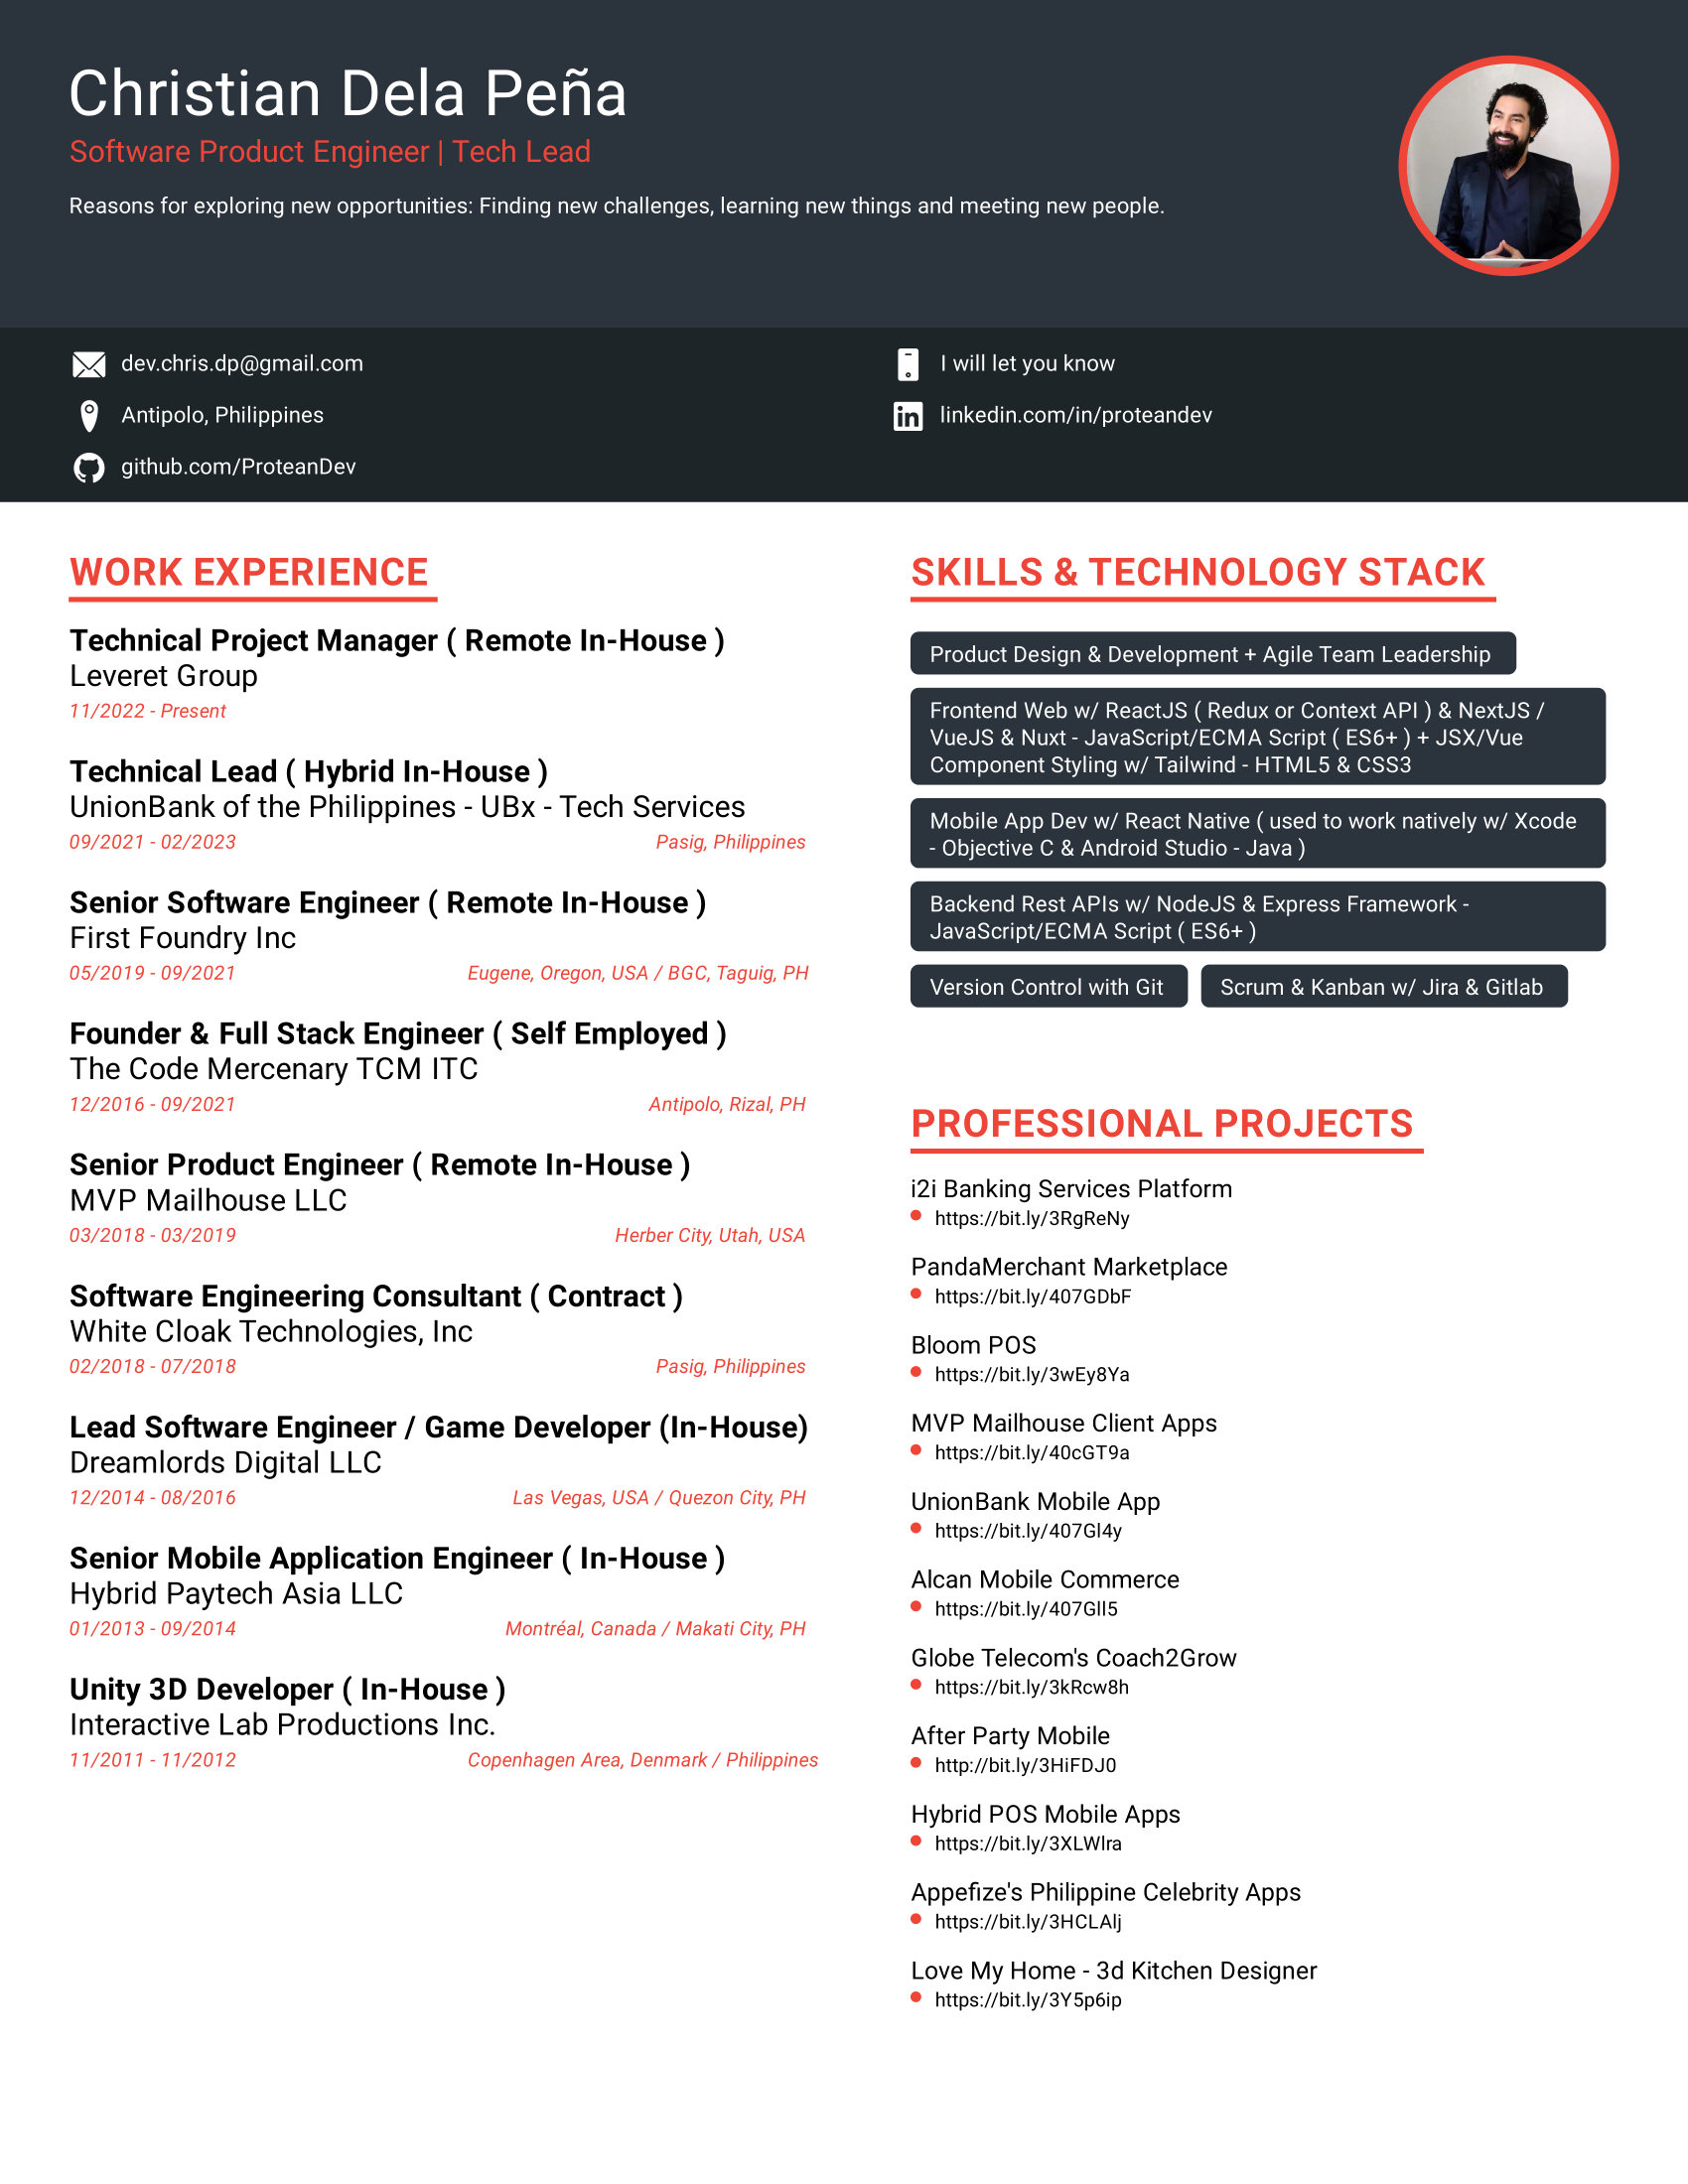 Christian Dela Peña
Software Product Engineer | Tech Lead
Reasons for exploring new opportunities: Finding new challenges, learning new things and meeting new people.
dev.chris.dp@gmail.com
I will let you know
Antipolo, Philippines
linkedin.com/in/proteandev
github.com/ProteanDev
WORK EXPERIENCE
Technical Project Manager ( Remote In-House )
Leveret Group
11/2022 - Present
Technical Lead ( Hybrid In-House )
UnionBank of the Philippines - UBx - Tech Services
09/2021 - 02/2023 Pasig, Philippines
Senior Software Engineer ( Remote In-House )
First Foundry Inc
05/2019 - 09/2021 Eugene, Oregon, USA / BGC, Taguig, PH
Founder & Full Stack Engineer ( Self Employed )
The Code Mercenary TCM ITC
12/2016 - 09/2021 Antipolo, Rizal, PH
Senior Product Engineer ( Remote In-House )
MVP Mailhouse LLC
03/2018 - 03/2019 Herber City, Utah, USA
Software Engineering Consultant ( Contract )
White Cloak Technologies, Inc
02/2018 - 07/2018 Pasig, Philippines
Lead Software Engineer / Game Developer (In-House)
Dreamlords Digital LLC
12/2014 - 08/2016 Las Vegas, USA / Quezon City, PH
Senior Mobile Application Engineer ( In-House )
Hybrid Paytech Asia LLC
01/2013 - 09/2014 Montréal, Canada / Makati City, PH
Unity 3D Developer ( In-House )
Interactive Lab Productions Inc.
11/2011 - 11/2012 Copenhagen Area, Denmark / Philippines
SKILLS & TECHNOLOGY STACK
Product Design & Development + Agile Team Leadership
Frontend Web w/ ReactJS ( Redux or Context API ) & NextJS /
VueJS & Nuxt - JavaScript/ECMA Script ( ES6+ ) + JSX/Vue
Component Styling w/ Tailwind - HTML5 & CSS3
Mobile App Dev w/ React Native ( used to work natively w/ Xcode
- Objective C & Android Studio - Java )
Backend Rest APIs w/ NodeJS & Express Framework -
JavaScript/ECMA Script ( ES6+ )
Version Control with Git
Scrum & Kanban w/ Jira & Gitlab
PROFESSIONAL PROJECTS
i2i Banking Services Platform
https://bit.ly/3RgReNy
PandaMerchant Marketplace
https://bit.ly/407GDbF
Bloom POS
https://bit.ly/3wEy8Ya
MVP Mailhouse Client Apps
https://bit.ly/40cGT9a
UnionBank Mobile App
https://bit.ly/407Gl4y
Alcan Mobile Commerce
https://bit.ly/407Gll5
Globe Telecom's Coach2Grow
https://bit.ly/3kRcw8h
After Party Mobile
http://bit.ly/3HiFDJ0
Hybrid POS Mobile Apps
https://bit.ly/3XLWlra
Appefize's Philippine Celebrity Apps
https://bit.ly/3HCLAlj
Love My Home - 3d Kitchen Designer
https://bit.ly/3Y5p6ip